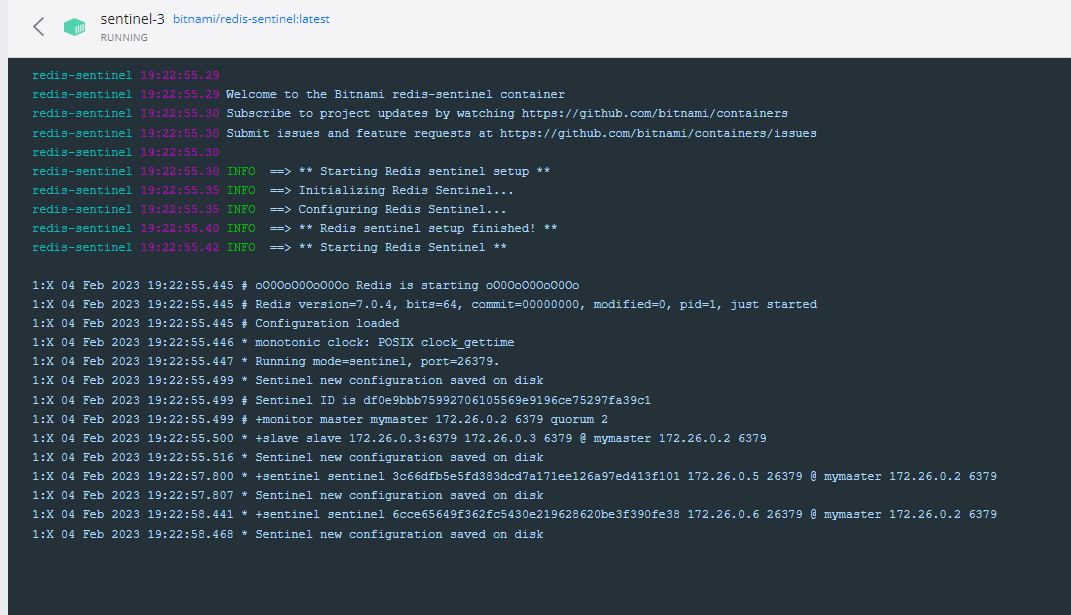 sentinel-3 bitnami/redis-sentinel:latest
RUNNING
redis-sentinel 19:22:55.29
redis-sentinel 19:22:55.29 Welcome to the Bitnami redis-sentinel container
redis-sentinel 19:22:55.30 Subscribe to project updates by watching https://github.com/bitnami/containers
redis-sentinel 19:22:55.30 Submit issues and feature requests at https://github.com/bitnami/containers/issues
redis-sentinel 19:22:55.30
redis-sentinel 19:22:55.30 INFO  ==> ** Starting Redis sentinel setup **
redis-sentinel 19:22:55.35 INFO  ==> Initializing Redis Sentinel...
redis-sentinel 19:22:55.35 INFO  ==> Configuring Redis Sentinel...
redis-sentinel 19:22:55.40 INFO  ==> ** Redis sentinel setup finished! **
redis-sentinel 19:22:55.42 INFO  ==> ** Starting Redis Sentinel **
1:X 04 Feb 2023 19:22:55.445 # oO0OoO0OoO0Oo Redis is starting oO0OoO0OoO0Oo
1:X 04 Feb 2023 19:22:55.445 # Redis version=7.0.4, bits=64, commit=00000000, modified=0, pid=1, just started
1:X 04 Feb 2023 19:22:55.445 # Configuration loaded
1:X 04 Feb 2023 19:22:55.446 * monotonic clock: POSIX clock_gettime
1:X 04 Feb 2023 19:22:55.447 * Running mode=sentinel, port=26379.
1:X 04 Feb 2023 19:22:55.499 * Sentinel new configuration saved on disk
1:X 04 Feb 2023 19:22:55.499 # Sentinel ID is df0e9bbb75992706105569e9196ce75297fa39c1
1:X 04 Feb 2023 19:22:55.499 # +monitor master mymaster 172.26.0.2 6379 quorum 2
1:X 04 Feb 2023 19:22:55.500 * +slave slave 172.26.0.3:6379 172.26.0.3 6379 @ mymaster 172.26.0.2 6379
1:X 04 Feb 2023 19:22:55.516 * Sentinel new configuration saved on disk
1:X 04 Feb 2023 19:22:57.800 * +sentinel sentinel 3c66dfb5e5fd383dcd7a171ee126a97ed413f101 172.26.0.5 26379 @ mymaster 172.26.0.2 6379
1:X 04 Feb 2023 19:22:57.807 * Sentinel new configuration saved on disk
1:X 04 Feb 2023 19:22:58.441 * +sentinel sentinel 6cce65649f362fc5430e219628620be3f390fe38 172.26.0.6 26379 @ mymaster 172.26.0.2 6379
1:X 04 Feb 2023 19:22:58.468 * Sentinel new configuration saved on disk